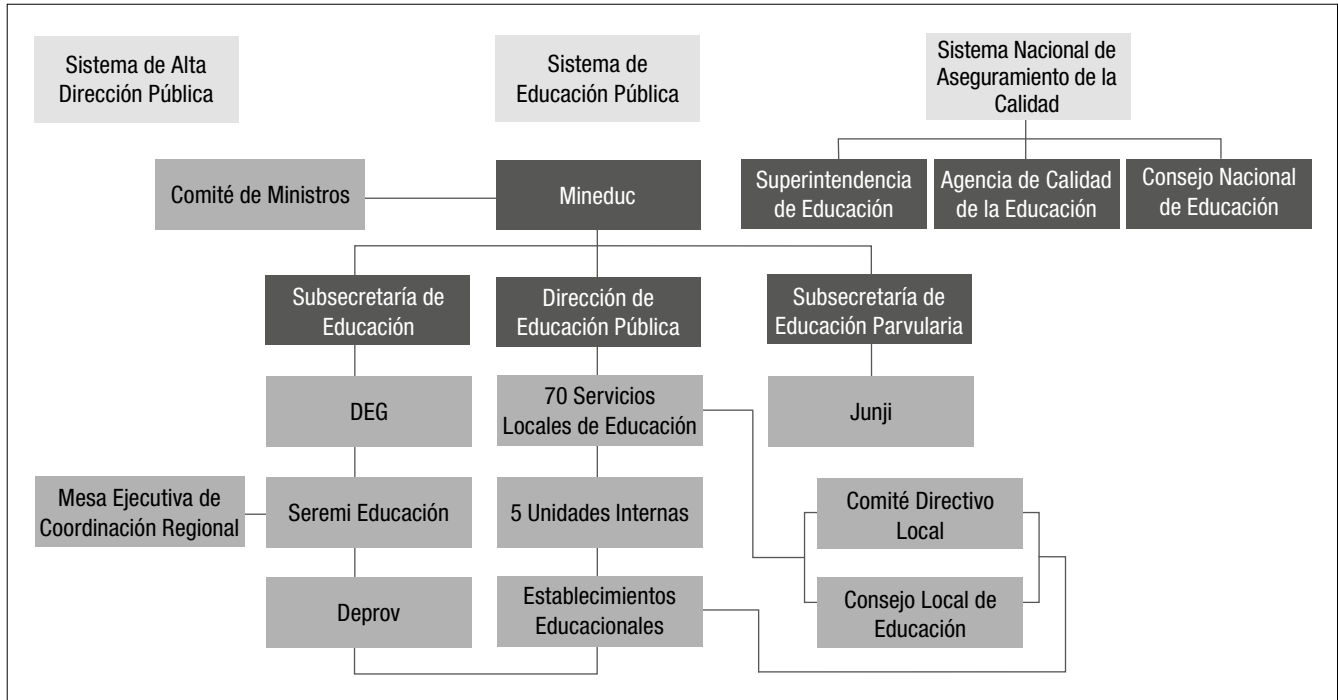 Sistema de Alta
Dirección Pública
Sistema de
Educación Pública
Sistema Nacional de
Aseguramiento de la
Calidad
Comité de Ministros
Mineduc
Superintendencia
de Educación
Agencia de Calidad
de la Educación
Consejo Nacional
de Educación
Subsecretaría de
Educación
Dirección de
Educación Pública
Subsecretaría de
Educación Parvularia
DEG
70 Servicios
Locales de Educación
Junji
Mesa Ejecutiva de
Coordinación Regional
Seremi Educación
5 Unidades Internas
Comité Directivo
Local
Deprov
Establecimientos
Educacionales
Consejo Local de
Educación